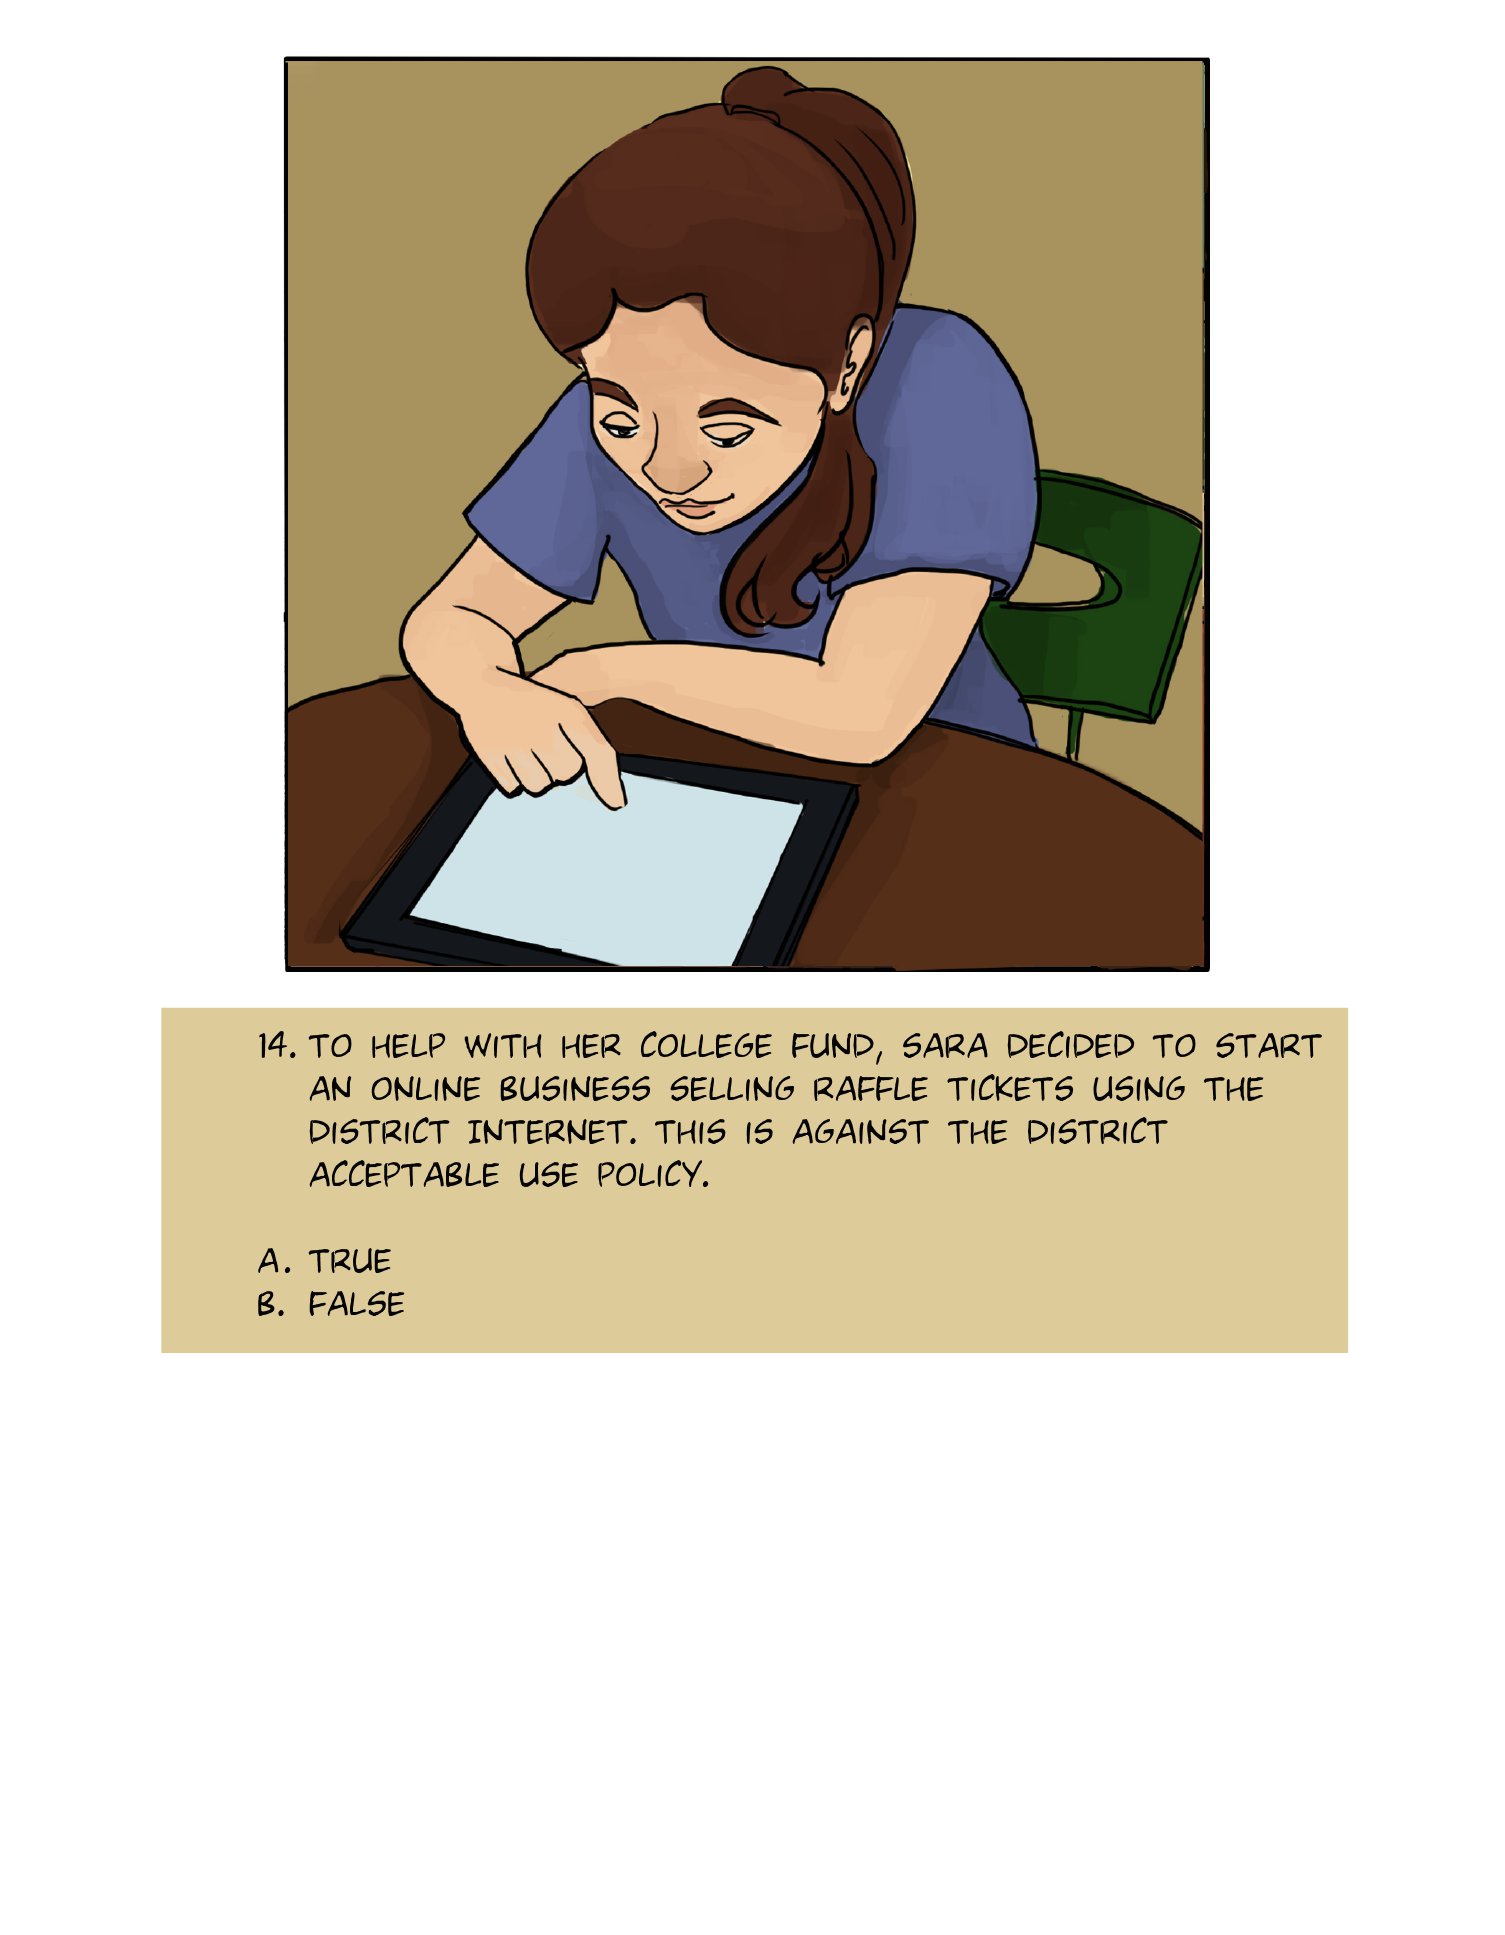 14. TO HELP WITH HER COLLEGE FUND, SARA DECIDED TO START
AN ONLINE BUSINESS SELLING RAFFLE TICKETS USING THE
DISTRICT INTERNET. THIS IS AGAINST THE DISTRICT
ACCEPTABLE USE POLICY.
A. TRUE
B. FALSE